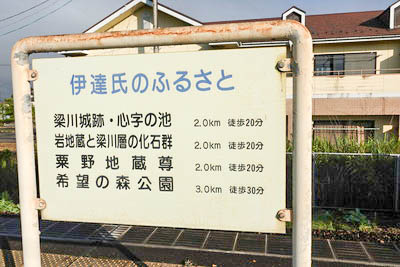 伊達氏のふるさと
梁川城跡・心字の池 2.0km 徒歩20分
岩地蔵と梁川層の化石群 2.0km 徒歩20分
粟野地蔵尊 2.0km 徒歩20分
希望の森公園 3.0km 徒歩30分